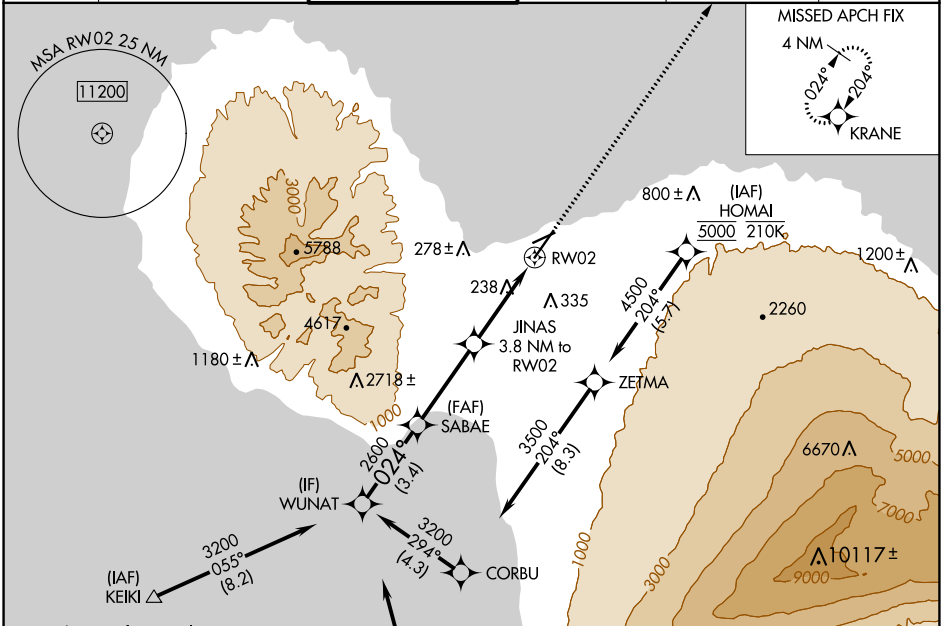 MSA RW02 25 NM
11200
MISSED APCH FIX
4 NM
024°
204°
KRANE
3000
5788
4617
1180 ±
2718 ±
1000
278 ±
238
335
RW02
800 ±
(IAF)
HOMAI
5000 210K
1200 ±
2260
4500
204°
(5.7)
JINAS
3.8 NM to
RW02
ZETMA
3500
204°
(8.3)
(FAF)
SABAE
2600
024°
(3.4)
(IF)
WUNAT
3200
294°
(4.3)
CORBU
3200
055°
(8.2)
(IAF)
KEIKI
6670
5000
7000
10117 ±
9000
3000
1000